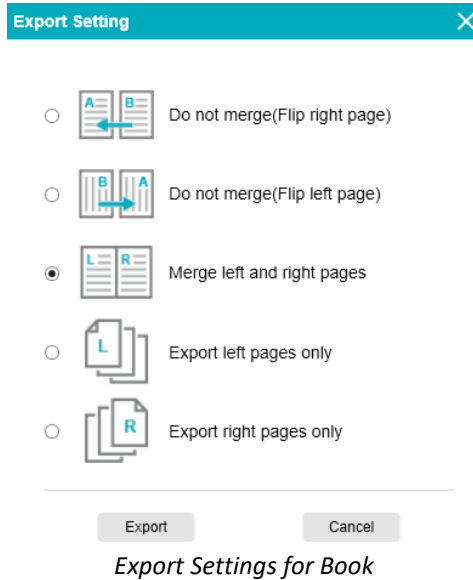 Export Setting
A B
Do not merge(Flip right page)
B A
Do not merge(Flip left page)
L R
Merge left and right pages
L
Export left pages only
R
Export right pages only
Export Cancel
Export Settings for Book